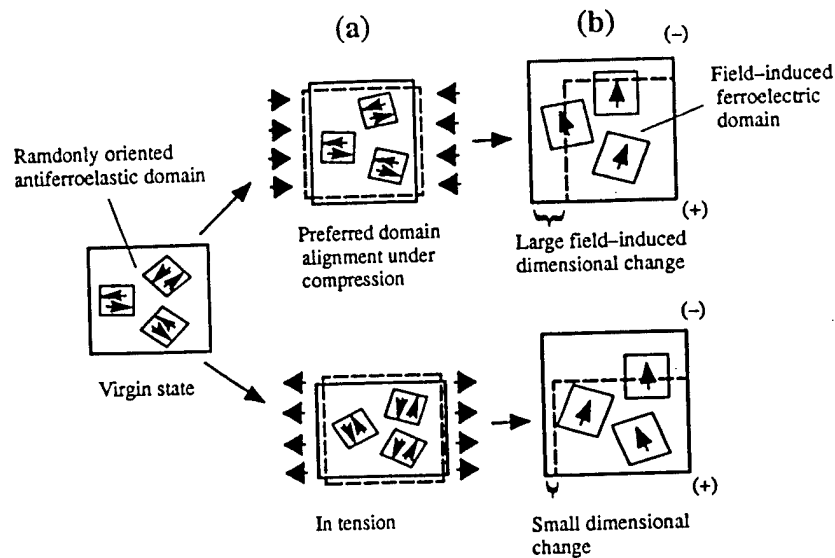 (a)
(b)
(−)
Field–induced
ferroelectric
domain
Ramdonly oriented
antiferroelastic domain
(+)
Preferred domain
alignment under
compression
Large field-induced
dimensional change
Virgin state
(−)
(+)
In tension
Small dimensional
change